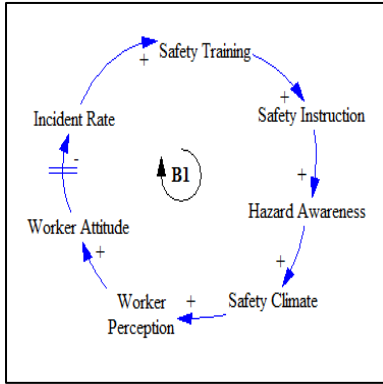 Safety Training
+
+
Incident Rate
Safety Instruction
-
B1
+
Hazard Awareness
Worker Attitude
+
+
Worker
Perception
+
Safety Climate